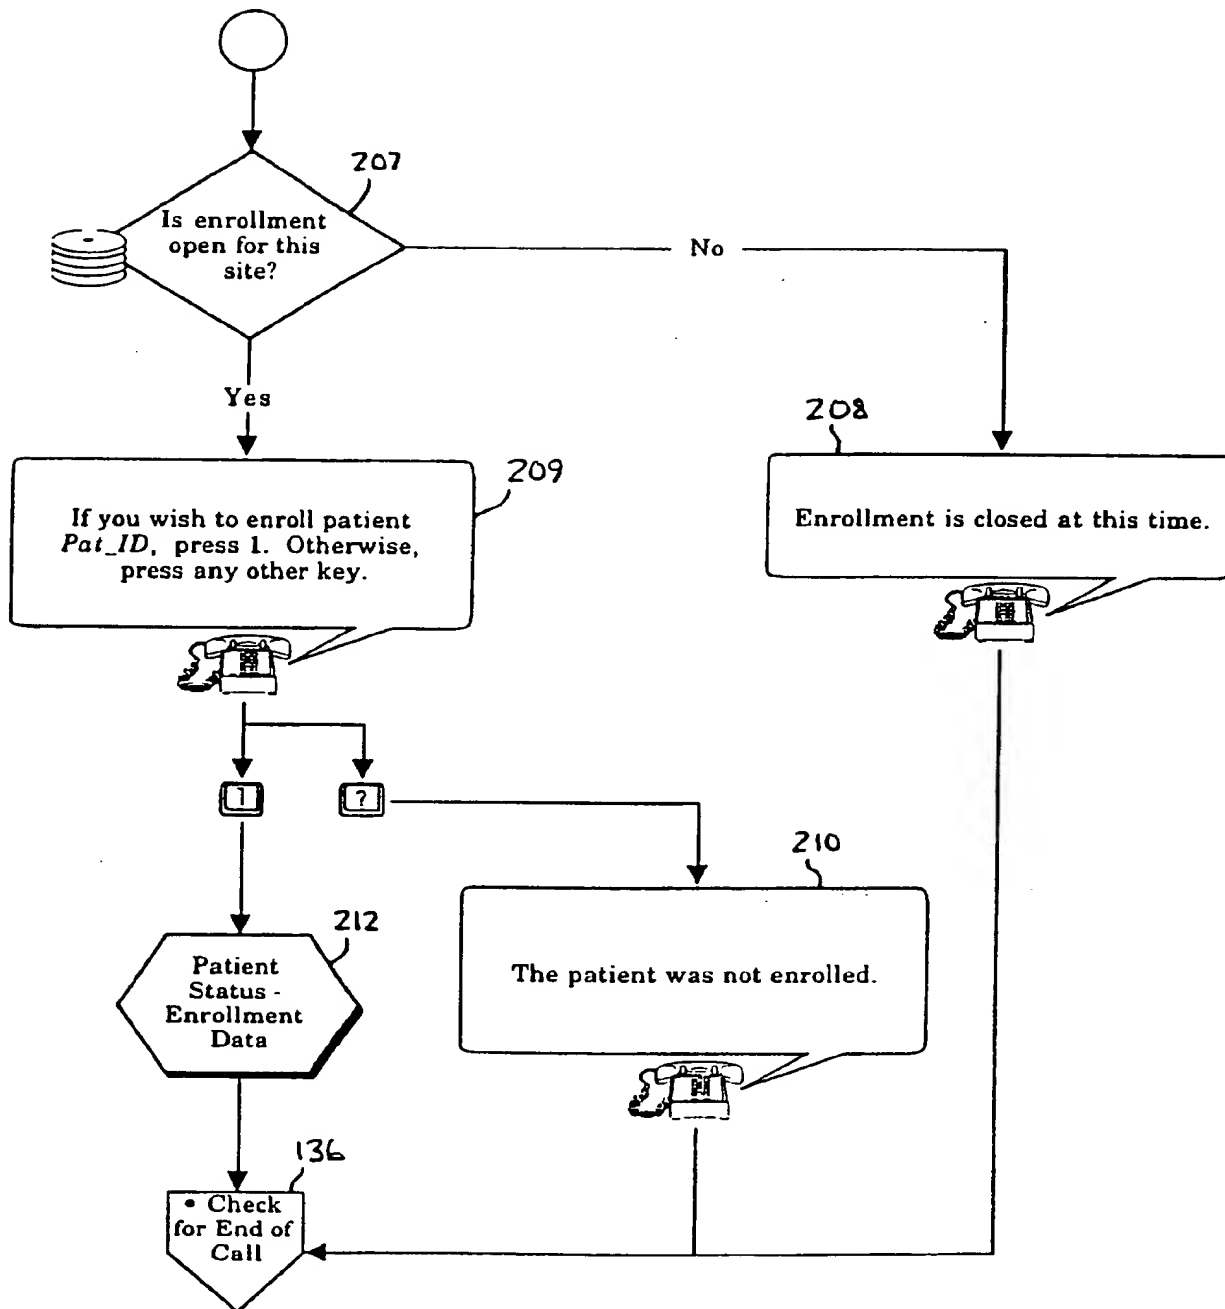 207
Is enrollment
open for this
site?
No
Yes
208
Enrollment is closed at this time.
209
If you wish to enroll patient
Pat_ID, press 1. Otherwise,
press any other key.
1
?
210
The patient was not enrolled.
212
Patient
Status -
Enrollment
Data
136
• Check
for End of
Call